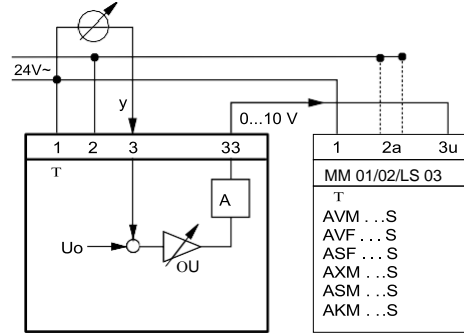 24V~
y
0...10 V
1 2 3 33
1 2a 3u
T
MM 01/02/LS 03
T
A
AVM . . .S
AVF . . .S
ASF . . .S
AXM . . .S
ASM . . .S
AKM . . .S
Uo
OU